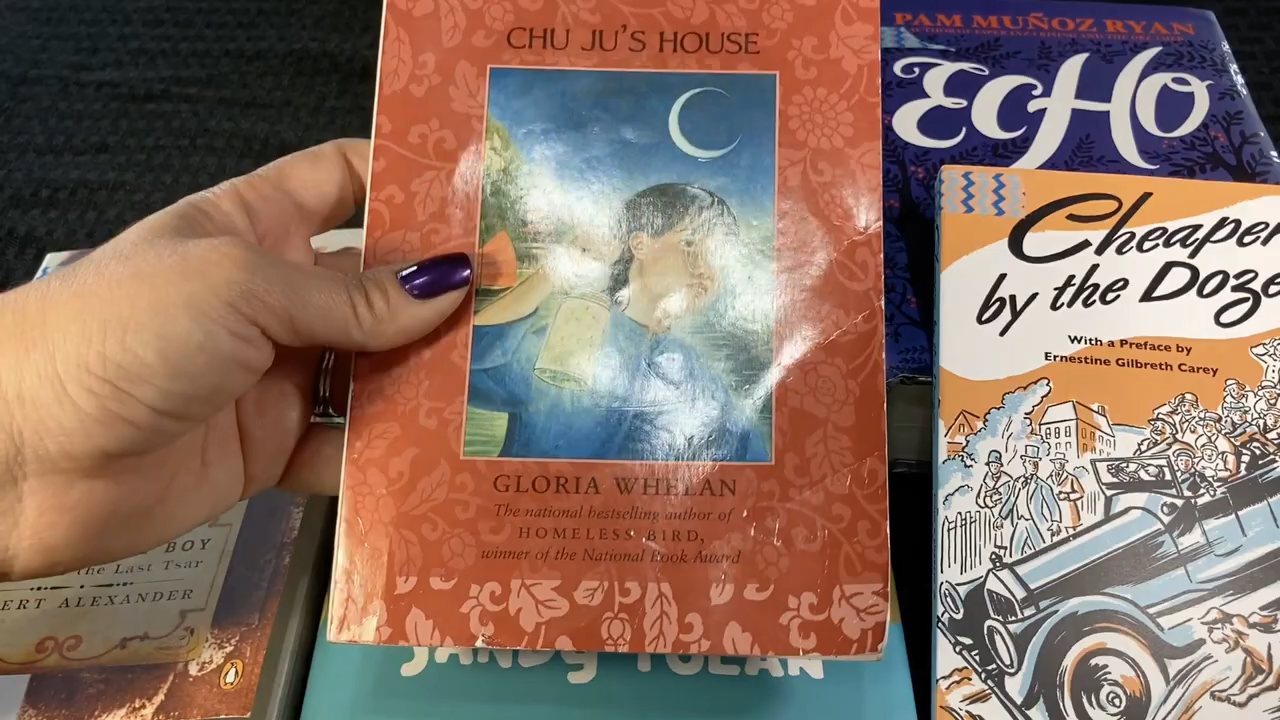 CHU JU'S HOUSE
GLORIA WHELAN
The national bestselling author of
HOMELESS BIRD,
winner of the National Book Award
PAM MUÑOZ RYAN
ECHO
Cheaper
by the Doze
With a Preface by
Ernestine Gilbreth Carey
BOY
the Last Tsar
ERT ALEXANDER
SANDY TOLAN